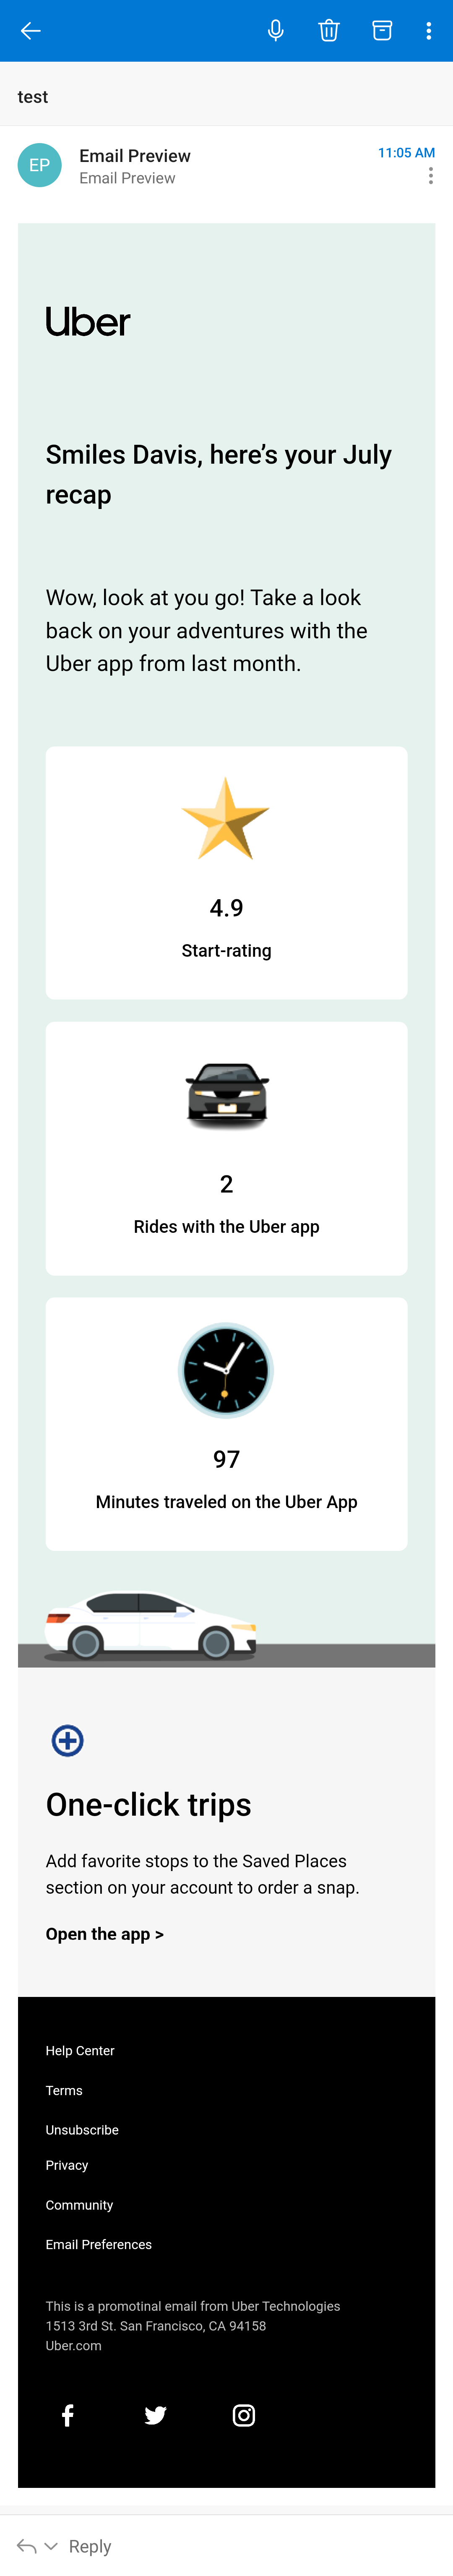 test
EP
Email Preview
11:05 AM
Email Preview
Uber
Smiles Davis, here’s your July
recap
Wow, look at you go! Take a look
back on your adventures with the
Uber app from last month.
4.9
Start-rating
2
Rides with the Uber app
97
Minutes traveled on the Uber App
One-click trips
Add favorite stops to the Saved Places
section on your account to order a snap.
Open the app >
Help Center
Terms
Unsubscribe
Privacy
Community
Email Preferences
This is a promotinal email from Uber Technologies
1513 3rd St. San Francisco, CA 94158
Uber.com
Reply